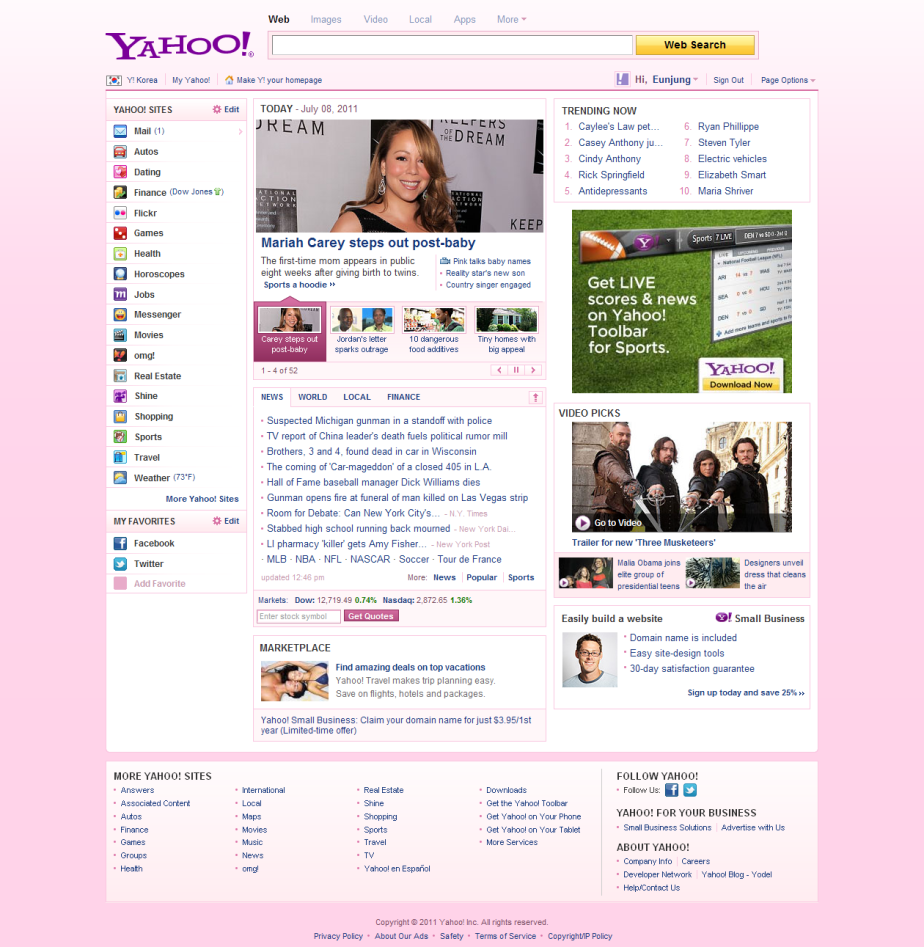 Web Images Video Local Apps More
YAHOO!®
Web Search
Y! Korea My Yahoo! Make Y! your homepage
Hi, Eunjung Sign Out Page Options
YAHOO! SITES Edit
Mail (1)
Autos
Dating
Finance (Dow Jones)
Flickr
Games
Health
Horoscopes
Jobs
Messenger
Movies
omg!
Real Estate
Shine
Shopping
Sports
Travel
Weather (73°F)
More Yahoo! Sites
MY FAVORITES Edit
Facebook
Twitter
Add Favorite
TODAY - July 08, 2011
DREAM
KEEPERS
OF THE DREAM
NATIONAL
ACTION
NETWORK
KEEP
Mariah Carey steps out post-baby
The first-time mom appears in public
eight weeks after giving birth to twins.
Sports a hoodie »
Pink talks baby names
• Reality star's new son
• Country singer engaged
Carey steps out
post-baby
Jordan's letter
sparks outrage
10 dangerous
food additives
Tiny homes with
big appeal
1 - 4 of 52
NEWS WORLD LOCAL FINANCE
• Suspected Michigan gunman in a standoff with police
• TV report of China leader's death fuels political rumor mill
• Brothers, 3 and 4, found dead in car in Wisconsin
• The coming of 'Car-mageddon' of a closed 405 in L.A.
• Hall of Fame baseball manager Dick Williams dies
• Gunman opens fire at funeral of man killed on Las Vegas strip
• Room for Debate: Can New York City's... - N.Y. Times
• Stabbed high school running back mourned - New York Dai...
• LI pharmacy 'killer' gets Amy Fisher... - New York Post
· MLB · NBA · NFL · NASCAR · Soccer · Tour de France
updated 12:46 pm More: News Popular Sports
Markets: Dow: 12,719.49 0.74% Nasdaq: 2,872.65 1.36%
Enter stock symbol Get Quotes
MARKETPLACE
Find amazing deals on top vacations
Yahoo! Travel makes trip planning easy.
Save on flights, hotels and packages.
Yahoo! Small Business: Claim your domain name for just $3.95/1st
year (Limited-time offer)
TRENDING NOW
1. Caylee's Law pet...
2. Casey Anthony ju...
3. Cindy Anthony
4. Rick Springfield
5. Antidepressants
6. Ryan Phillippe
7. Steven Tyler
8. Electric vehicles
9. Elizabeth Smart
10. Maria Shriver
Y! Sports 7 LIVE DEN 7 vs SD 0 - 2nd Q
National Football League (NFL)
Get LIVE
scores & news
on Yahoo!
Toolbar
for Sports.
Add more teams and sports to
YAHOO!
Download Now
VIDEO PICKS
Go to Video
Trailer for new 'Three Musketeers'
Malia Obama joins
elite group of
presidential teens
Designers unveil
dress that cleans
the air
Easily build a website Y! Small Business
• Domain name is included
• Easy site-design tools
• 30-day satisfaction guarantee
Sign up today and save 25% »
MORE YAHOO! SITES
• Answers
• Associated Content
• Autos
• Finance
• Games
• Groups
• Health
• International
• Local
• Maps
• Movies
• Music
• News
• omg!
• Real Estate
• Shine
• Shopping
• Sports
• Travel
• TV
• Yahoo! en Español
• Downloads
• Get the Yahoo! Toolbar
• Get Yahoo! on Your Phone
• Get Yahoo! on Your Tablet
• More Services
FOLLOW YAHOO!
• Follow Us:
YAHOO! FOR YOUR BUSINESS
• Small Business Solutions Advertise with Us
ABOUT YAHOO!
• Company Info Careers
• Developer Network Yahoo! Blog - Yodel
• Help/Contact Us
Copyright © 2011 Yahoo! Inc. All rights reserved.
Privacy Policy • About Our Ads • Safety • Terms of Service • Copyright/IP Policy